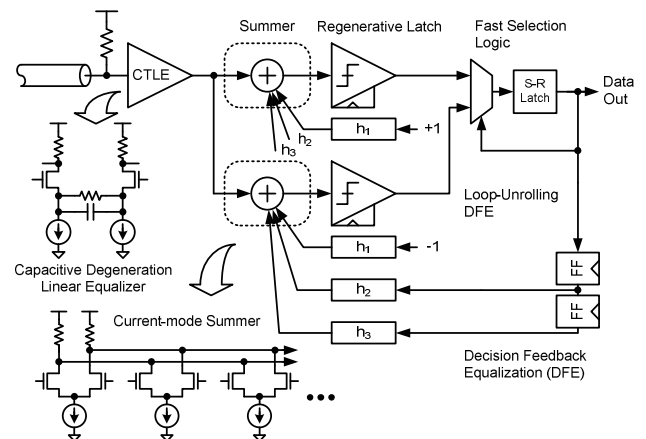 Summer
Regenerative Latch
Fast Selection
Logic
CTLE
S-R
Latch
Data
Out
h1
+1
h2
h3
Loop-Unrolling
DFE
h1
-1
FF
h2
FF
h3
Capacitive Degeneration
Linear Equalizer
Current-mode Summer
Decision Feedback
Equalization (DFE)